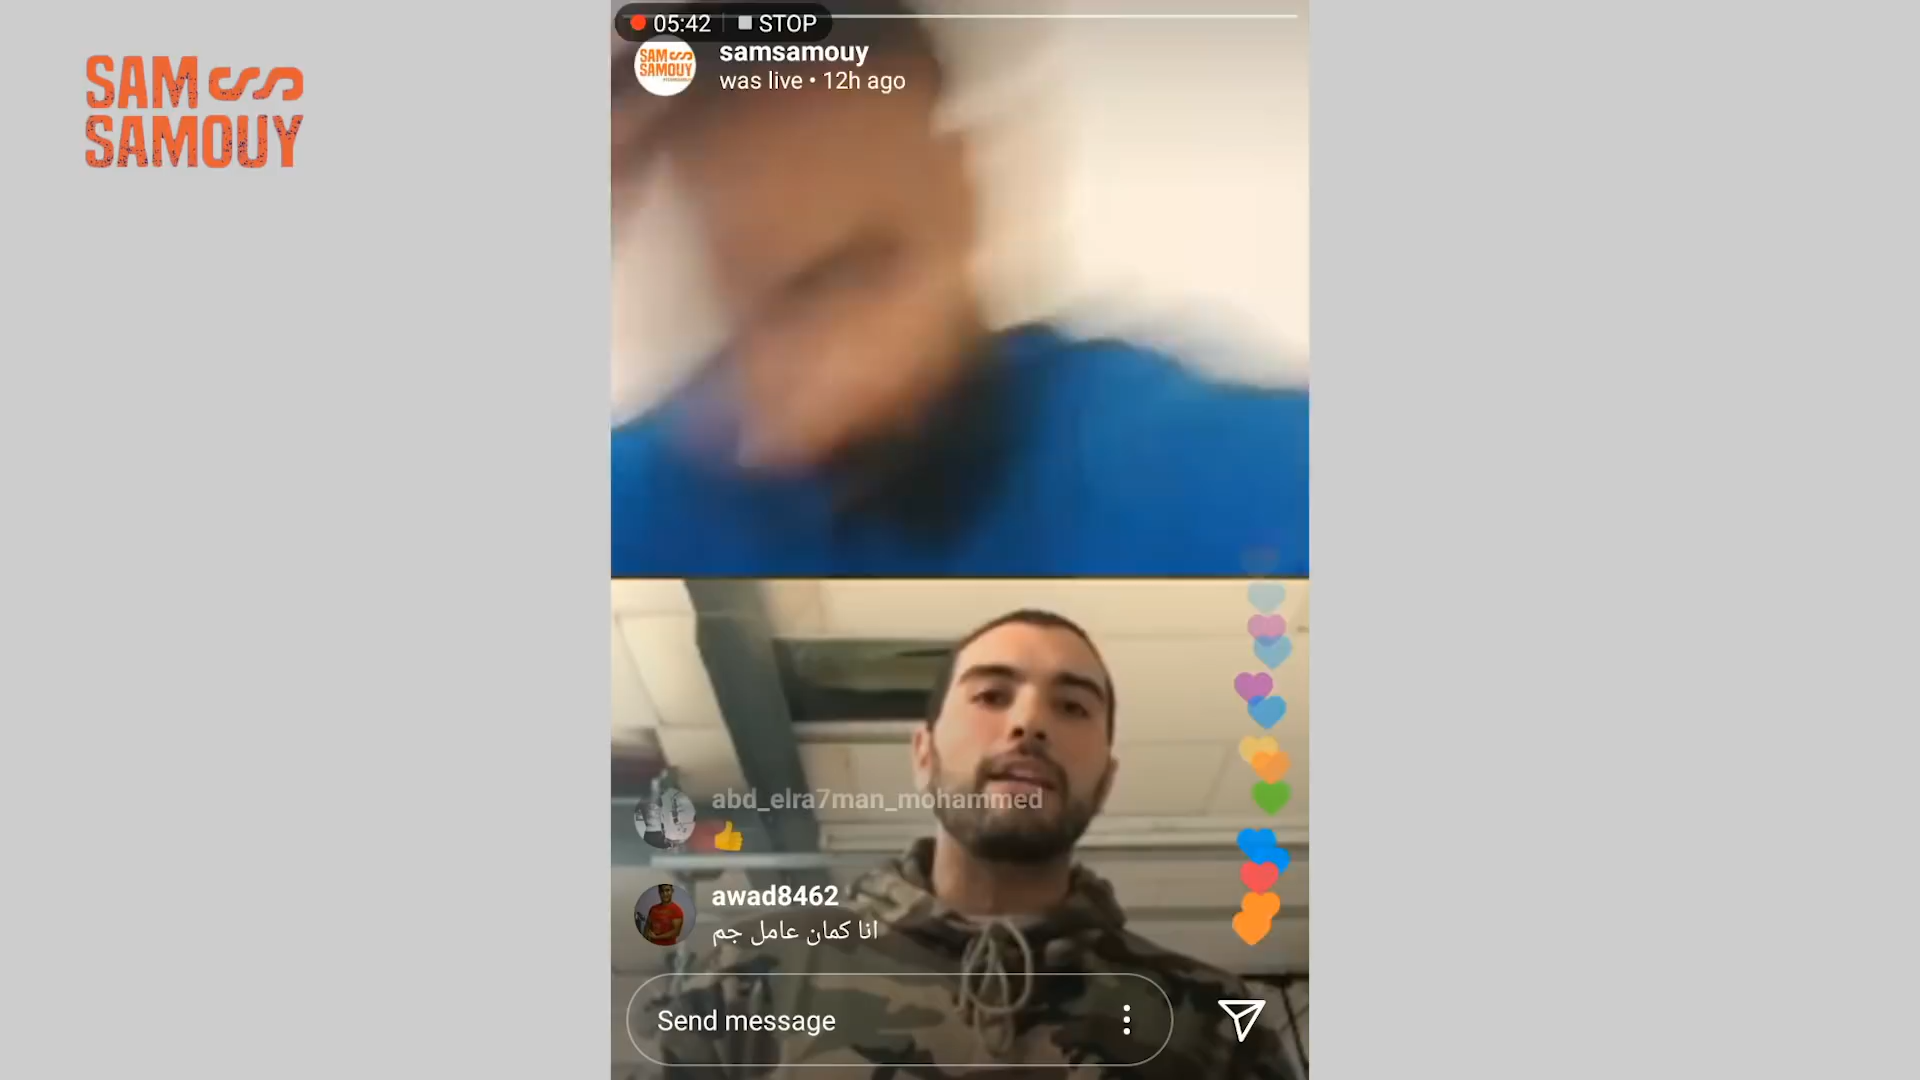 SAM
SAMOUY
05:42 STOP
SAM
SAMOUY
samsamouy
was live • 12h ago
abd_elra7man_mohammed
👍
awad8462
انا كمان عامل جم
Send message